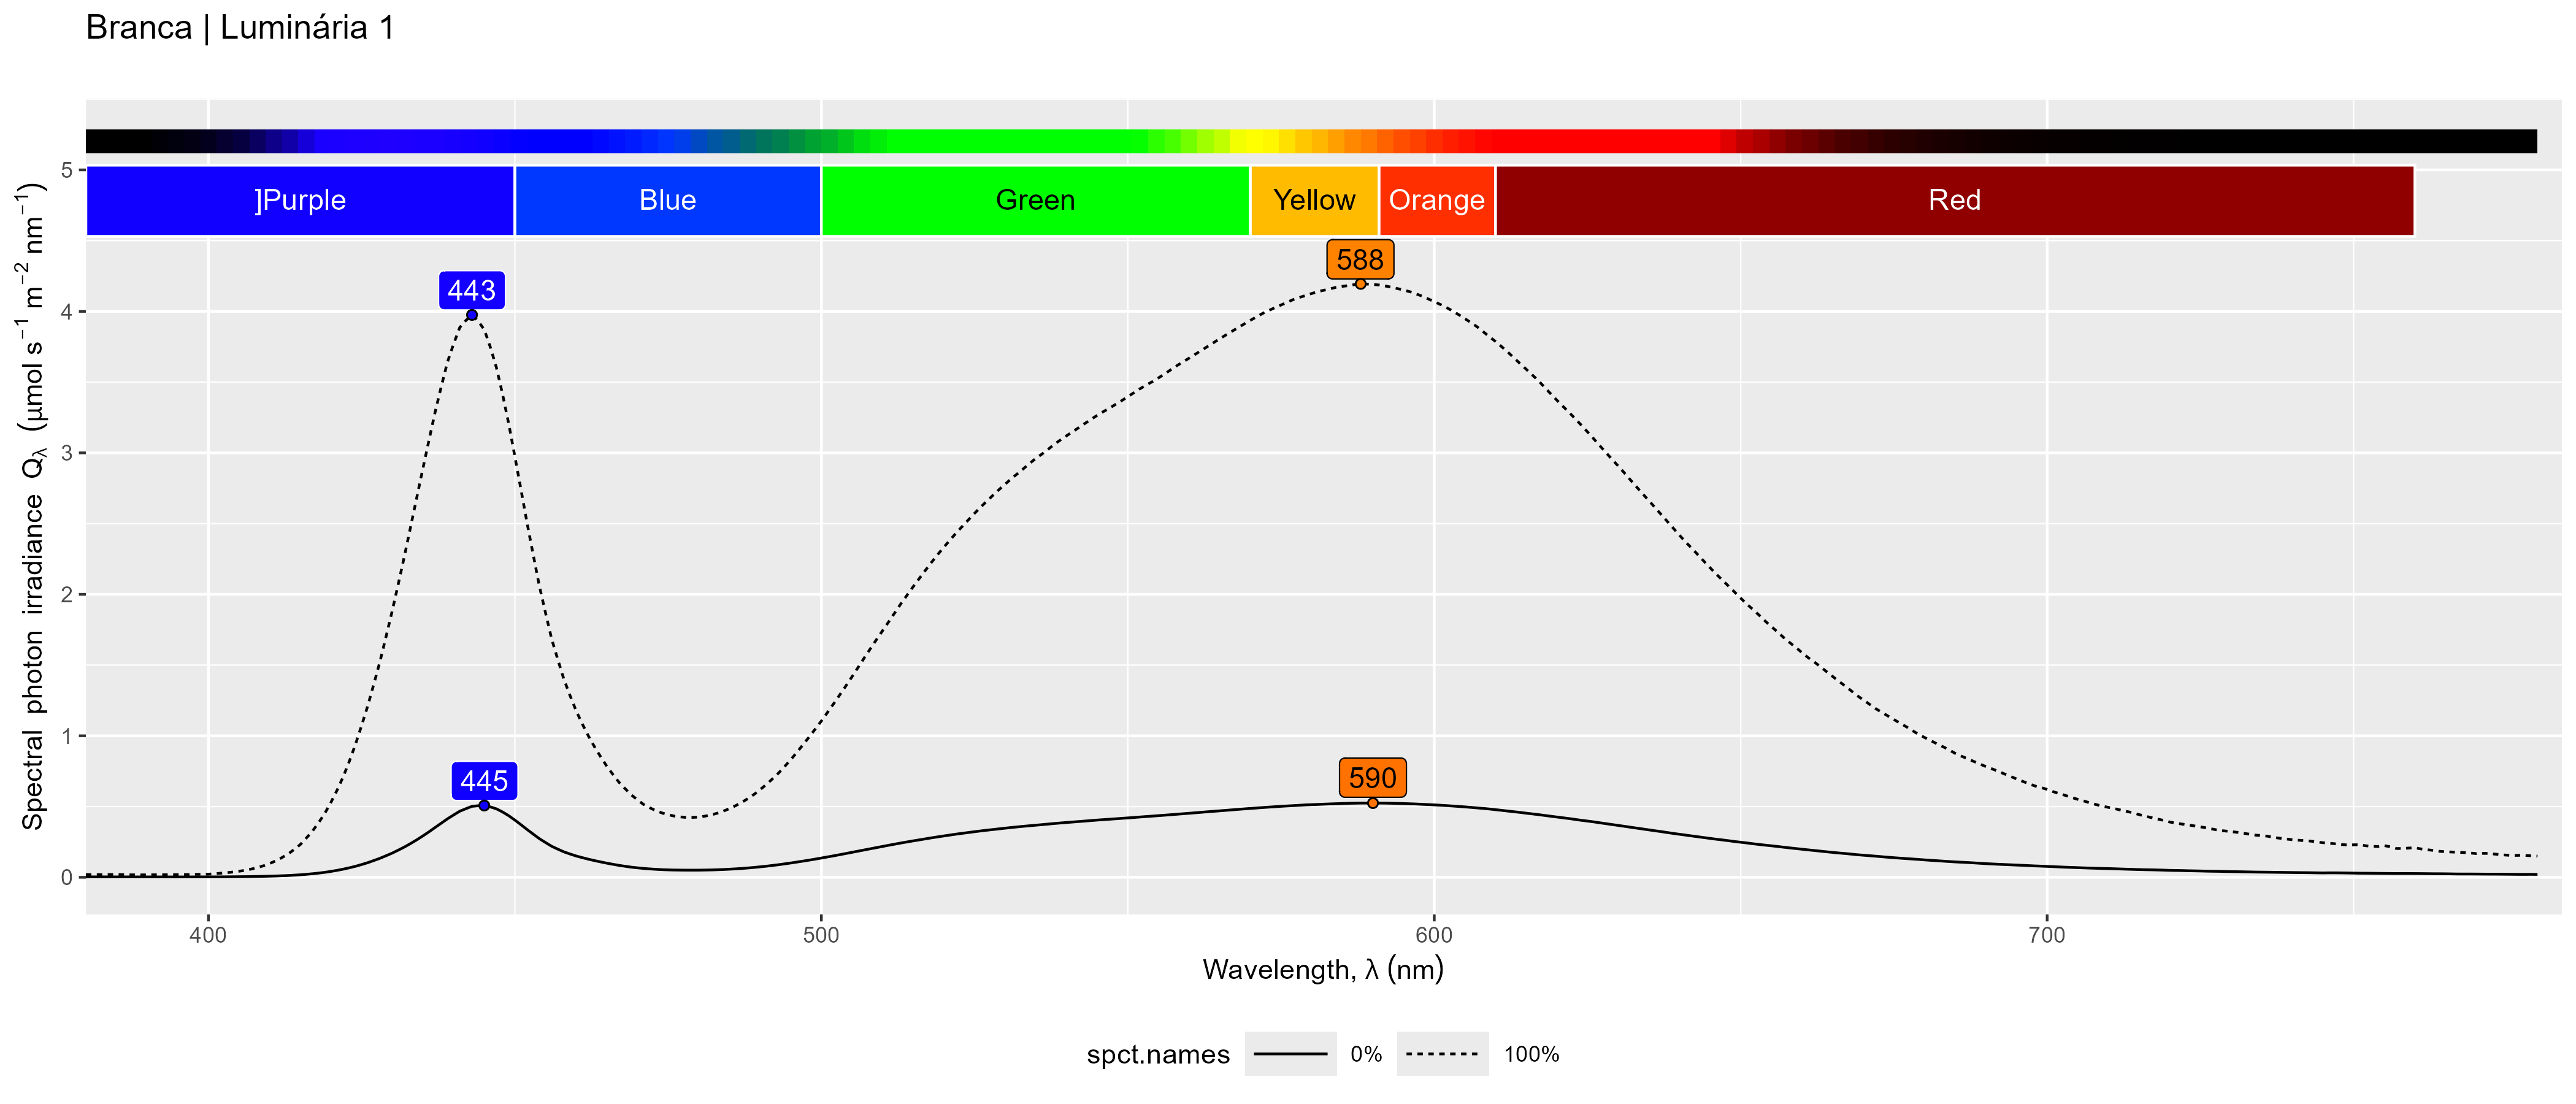 Branca | Luminária 1
Spectral photon irradiance Qλ (µmol s⁻¹ m⁻² nm⁻¹)
5
4
3
2
1
0
]Purple Blue Green Yellow Orange Red
443
588
445
590
400 500 600 700
Wavelength, λ (nm)
spct.names 0% 100%